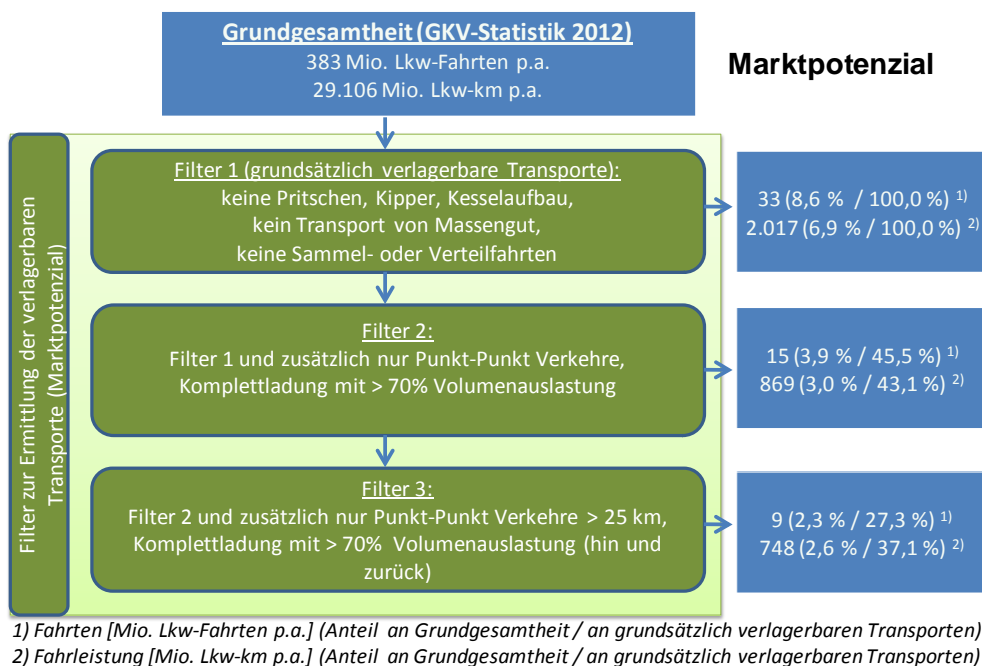 Grundgesamtheit (GKV-Statistik 2012)
383 Mio. Lkw-Fahrten p.a.
29.106 Mio. Lkw-km p.a.
Marktpotenzial
Filter zur Ermittlung der verlagerbaren
Transporte (Marktpotenzial)
Filter 1 (grundsätzlich verlagerbare Transporte):
keine Pritschen, Kipper, Kesselaufbau,
kein Transport von Massengut,
keine Sammel- oder Verteilfahrten
33 (8,6 % / 100,0 %) 1)
2.017 (6,9 % / 100,0 %) 2)
Filter 2:
Filter 1 und zusätzlich nur Punkt-Punkt Verkehre,
Komplettladung mit > 70% Volumenauslastung
15 (3,9 % / 45,5 %) 1)
869 (3,0 % / 43,1 %) 2)
Filter 3:
Filter 2 und zusätzlich nur Punkt-Punkt Verkehre > 25 km,
Komplettladung mit > 70% Volumenauslastung (hin und
zurück)
9 (2,3 % / 27,3 %) 1)
748 (2,6 % / 37,1 %) 2)
1) Fahrten [Mio. Lkw-Fahrten p.a.] (Anteil an Grundgesamtheit / an grundsätzlich verlagerbaren Transporten)
2) Fahrleistung [Mio. Lkw-km p.a.] (Anteil an Grundgesamtheit / an grundsätzlich verlagerbaren Transporten)